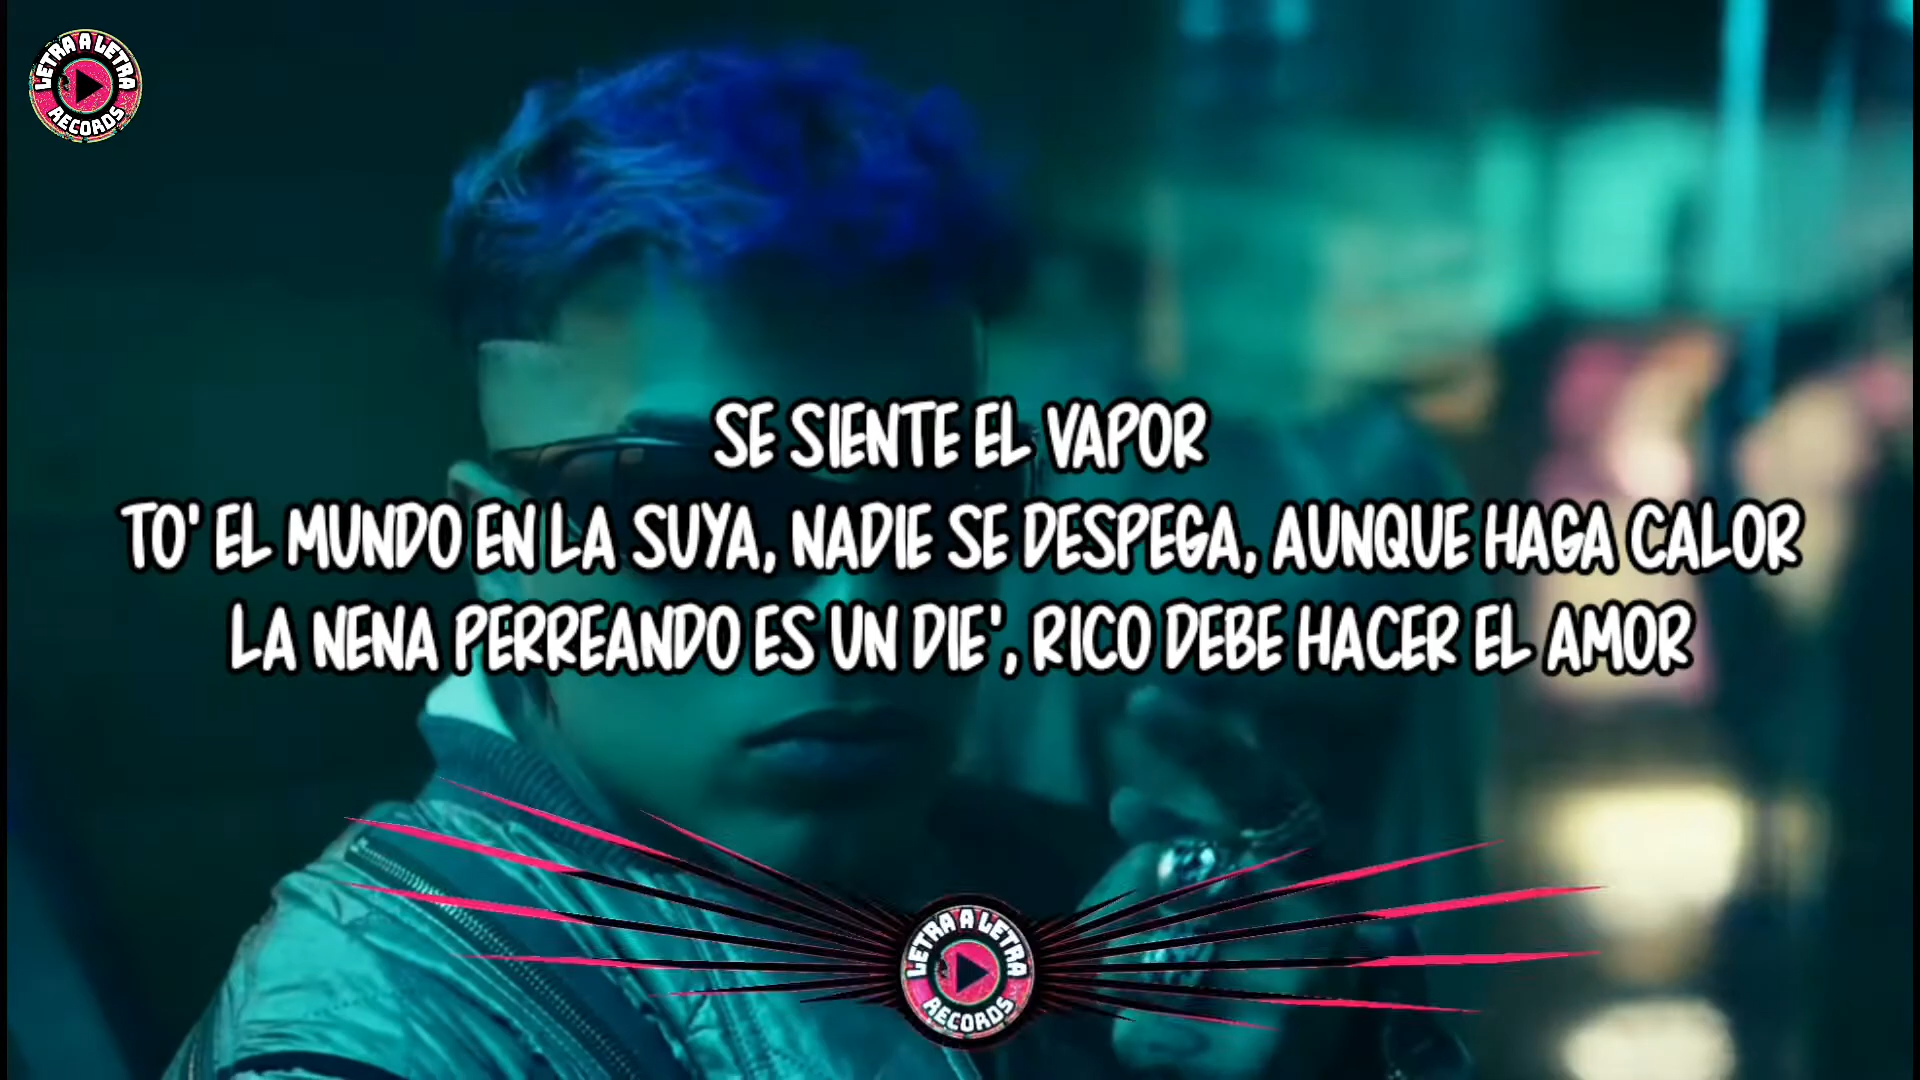 LETRA A LETRA
RECORDS
SE SIENTE EL VAPOR
TO' EL MUNDO EN LA SUYA, NADIE SE DESPEGA, AUNQUE HAGA CALOR
LA NENA PERREANDO ES UN DIE', RICO DEBE HACER EL AMOR
LETRA A LETRA
RECORDS